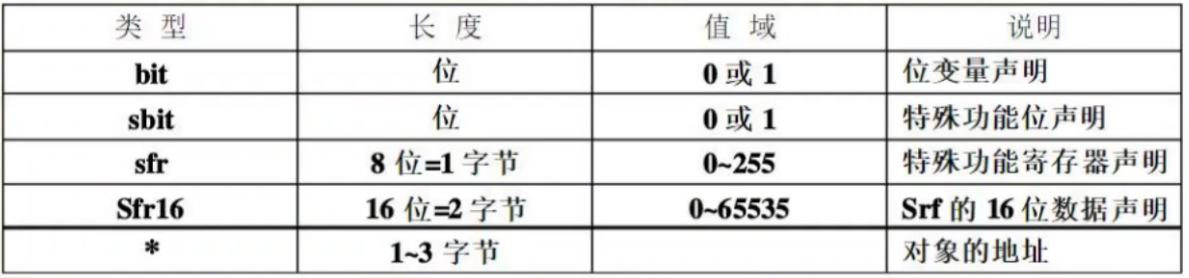 类 型 长 度 值 域 说明
bit 位 0 或 1 位变量声明
sbit 位 0 或 1 特殊功能位声明
sfr 8 位=1 字节 0~255 特殊功能寄存器声明
Sfr16 16 位=2 字节 0~65535 Srf 的 16 位数据声明
* 1~3 字节 对象的地址